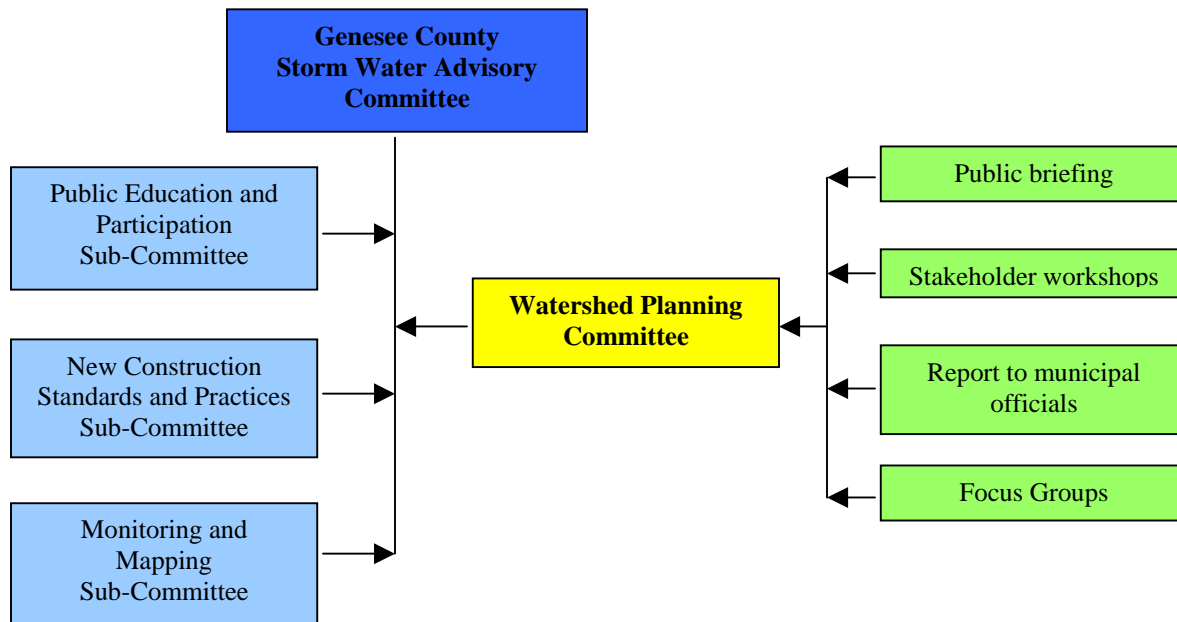 Genesee County
Storm Water Advisory
Committee
Public Education and
Participation
Sub-Committee
New Construction
Standards and Practices
Sub-Committee
Monitoring and
Mapping
Sub-Committee
Watershed Planning
Committee
Public briefing
Stakeholder workshops
Report to municipal
officials
Focus Groups